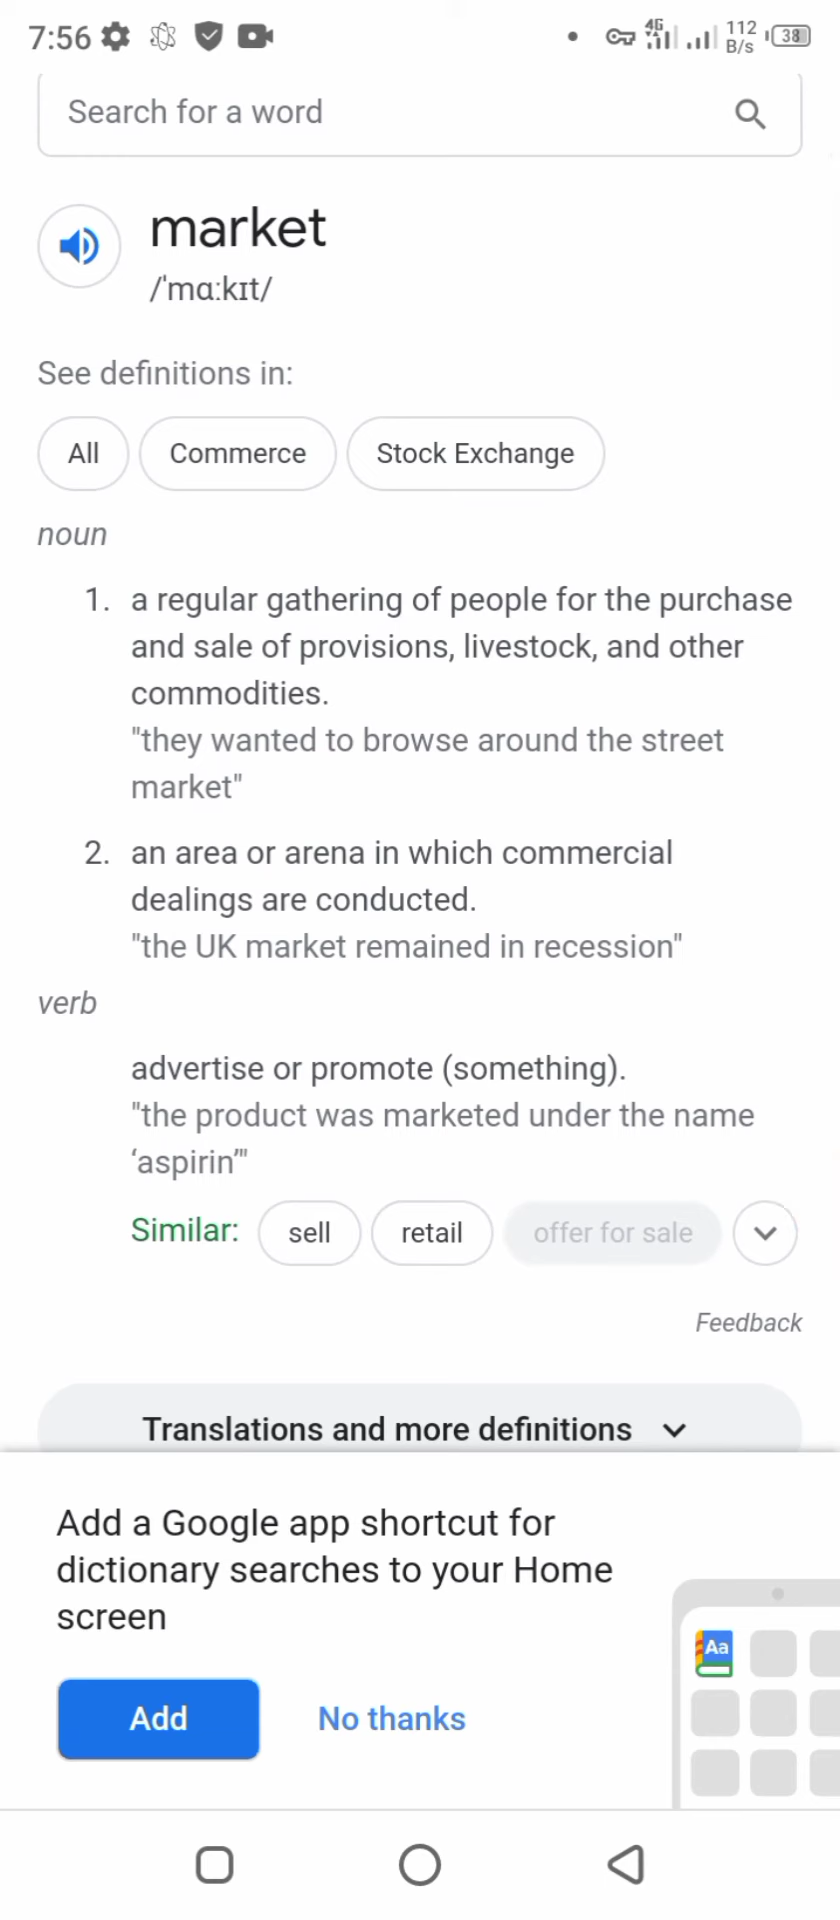 7:56
4G
112
B/s
38
Search for a word
market
/ˈmɑːkɪt/
See definitions in:
All
Commerce
Stock Exchange
noun
1. a regular gathering of people for the purchase
and sale of provisions, livestock, and other
commodities.
"they wanted to browse around the street
market"
2. an area or arena in which commercial
dealings are conducted.
"the UK market remained in recession"
verb
advertise or promote (something).
"the product was marketed under the name
‘aspirin’"
Similar:
sell
retail
offer for sale
Feedback
Translations and more definitions
Add a Google app shortcut for
dictionary searches to your Home
screen
Aa
Add
No thanks